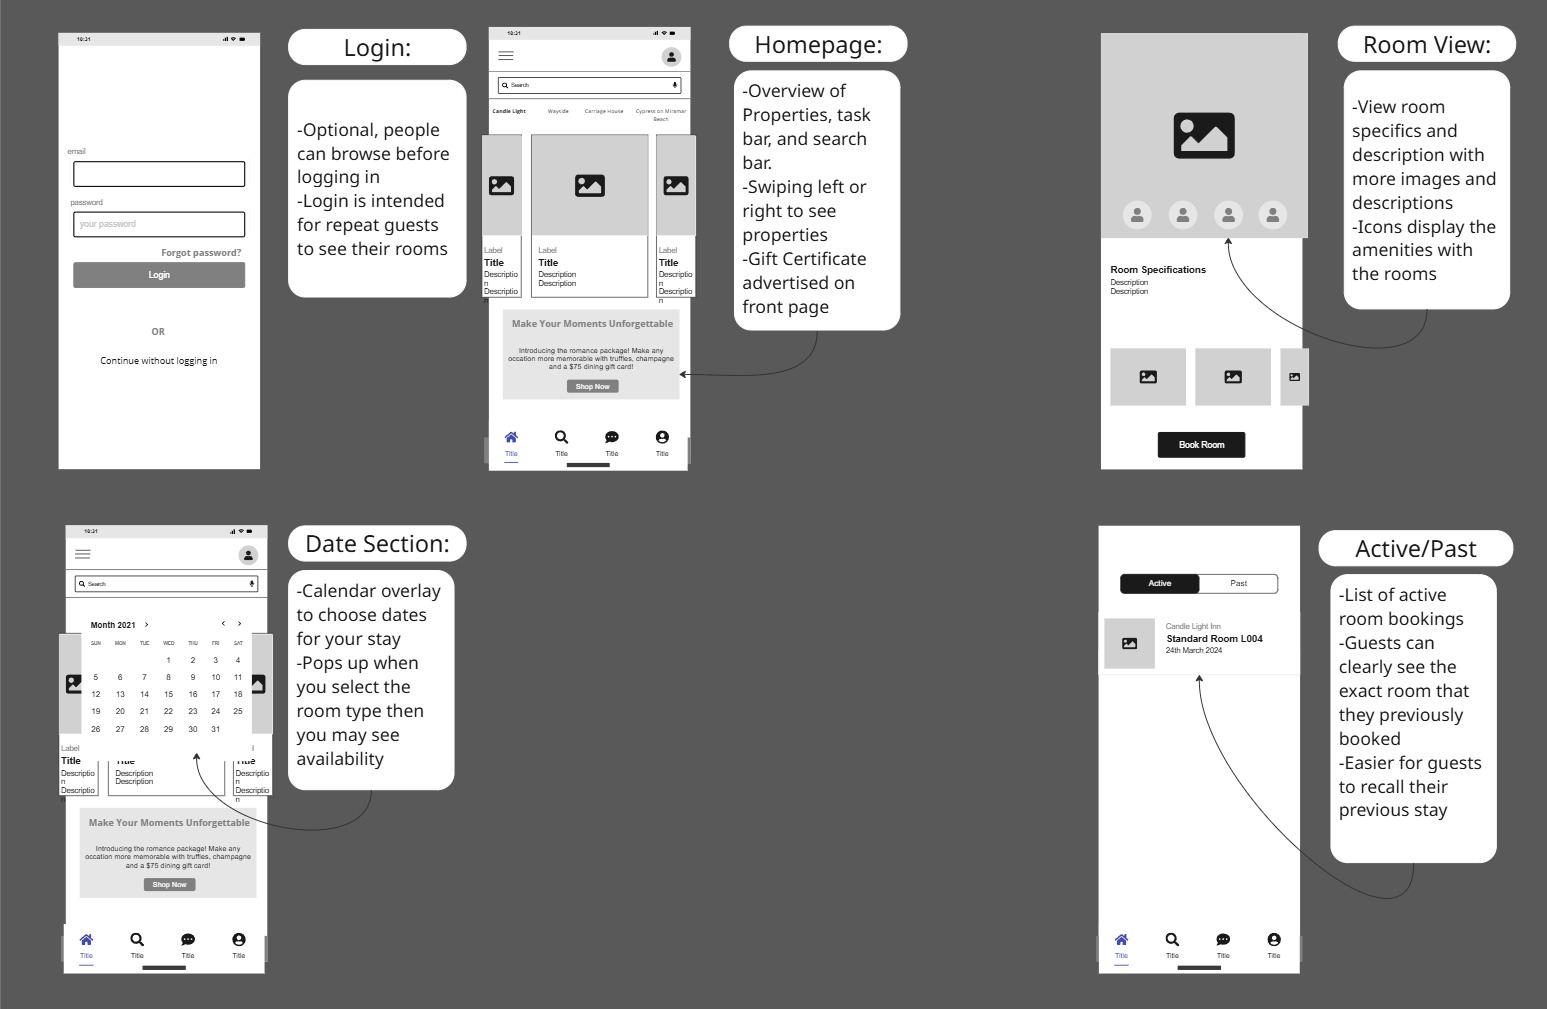 10:31
email
password
your password
Forgot password?
Login
OR
Continue without logging in
Login:
-Optional, people
can browse before
logging in
-Login is intended
for repeat guests
to see their rooms
10:31
Search
Candle Light
Wayside
Carriage House
Cypress on Miramar
Beach
Label
Title
Descriptio
n
Descriptio
n
Label
Title
Description
Description
Label
Title
Descriptio
n
Descriptio
n
Make Your Moments Unforgettable
Introducing the romance package! Make any
occation more memorable with truffles, champagne
and a $75 dining gift card!
Shop Now
Title
Title
Title
Title
Homepage:
-Overview of
Properties, task
bar, and search
bar.
-Swiping left or
right to see
properties
-Gift Certificate
advertised on
front page
Room Specifications
Description
Description
Book Room
Room View:
-View room
specifics and
description with
more images and
descriptions
-Icons display the
amenities with
the rooms
10:31
Search
Month 2021
SUN MON TUE WED THU FRI SAT
1 2 3 4
5 6 7 8 9 10 11
12 13 14 15 16 17 18
19 20 21 22 23 24 25
26 27 28 29 30 31
Label
Title
Descriptio
n
Descriptio
n
Title
Description
Description
l
Title
Descriptio
n
Descriptio
n
Make Your Moments Unforgettable
Introducing the romance package! Make any
occation more memorable with truffles, champagne
and a $75 dining gift card!
Shop Now
Title
Title
Title
Title
Date Section:
-Calendar overlay
to choose dates
for your stay
-Pops up when
you select the
room type then
you may see
availability
Active
Past
Candle Light Inn
Standard Room L004
24th March 2024
Title
Title
Title
Title
Active/Past
-List of active
room bookings
-Guests can
clearly see the
exact room that
they previously
booked
-Easier for guests
to recall their
previous stay